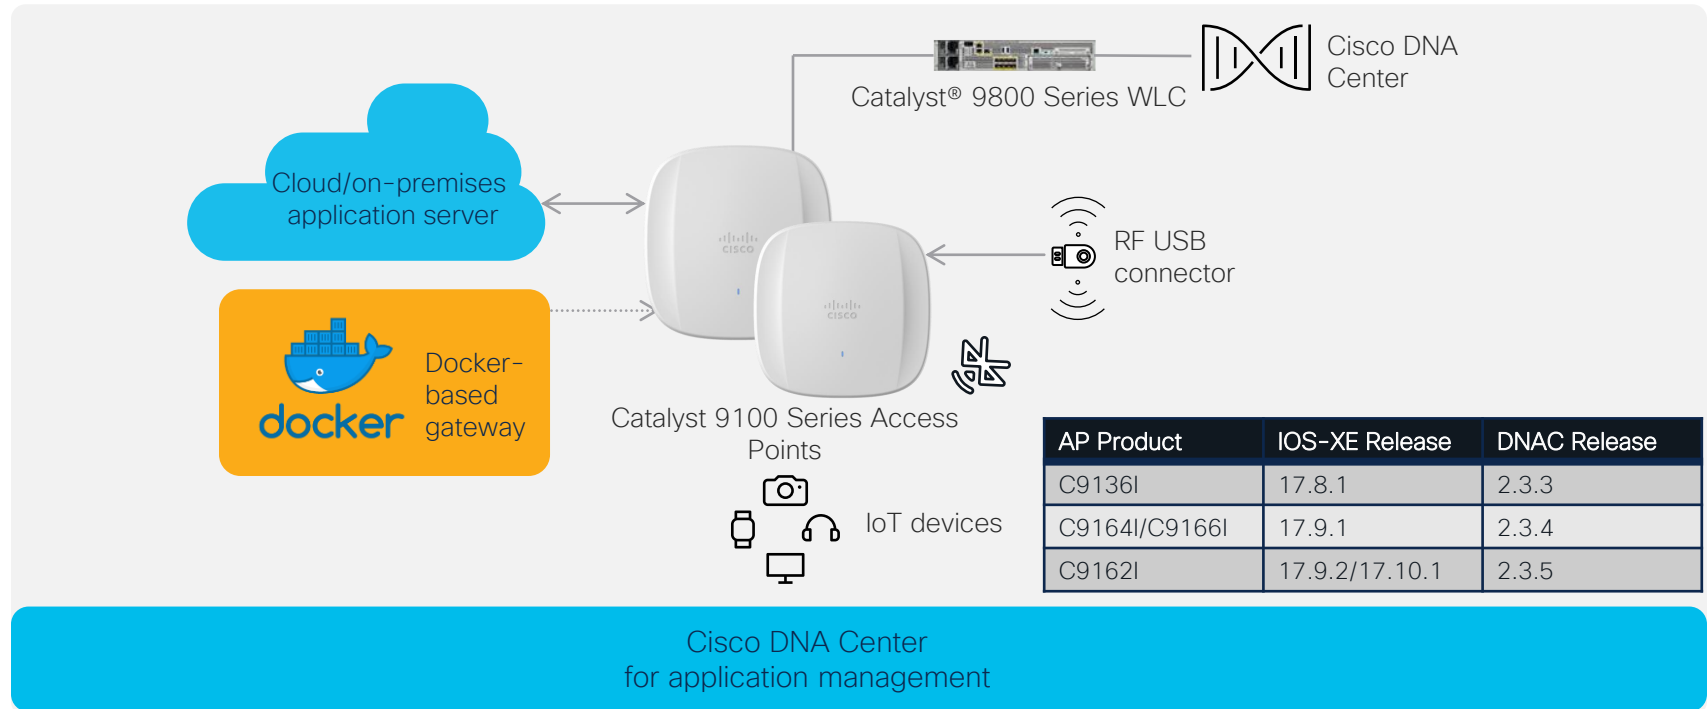 Cisco DNA
Center
Catalyst® 9800 Series WLC
Cloud/on-premises
application server
CISCO
CISCO
RF USB
connector
docker
Docker-
based
gateway
Catalyst 9100 Series Access
Points
IoT devices
AP Product IOS-XE Release DNAC Release
C9136I 17.8.1 2.3.3
C9164I/C9166I 17.9.1 2.3.4
C9162I 17.9.2/17.10.1 2.3.5
Cisco DNA Center
for application management